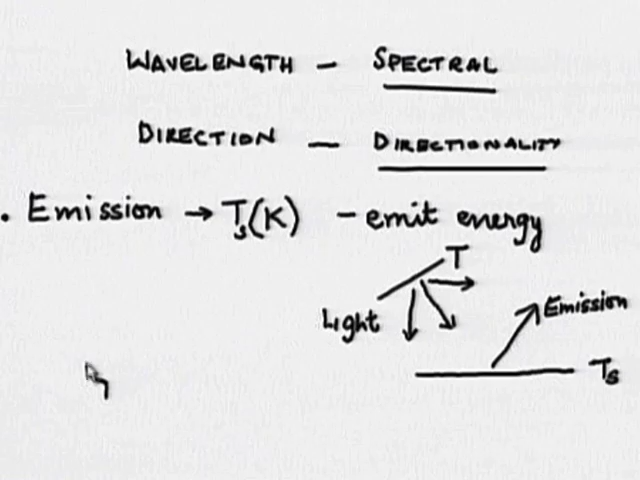 WAVELENGTH — SPECTRAL
DIRECTION — DIRECTIONALITY
. Emission → Ts(K) - emit energy
T
Light
Emission
Ts